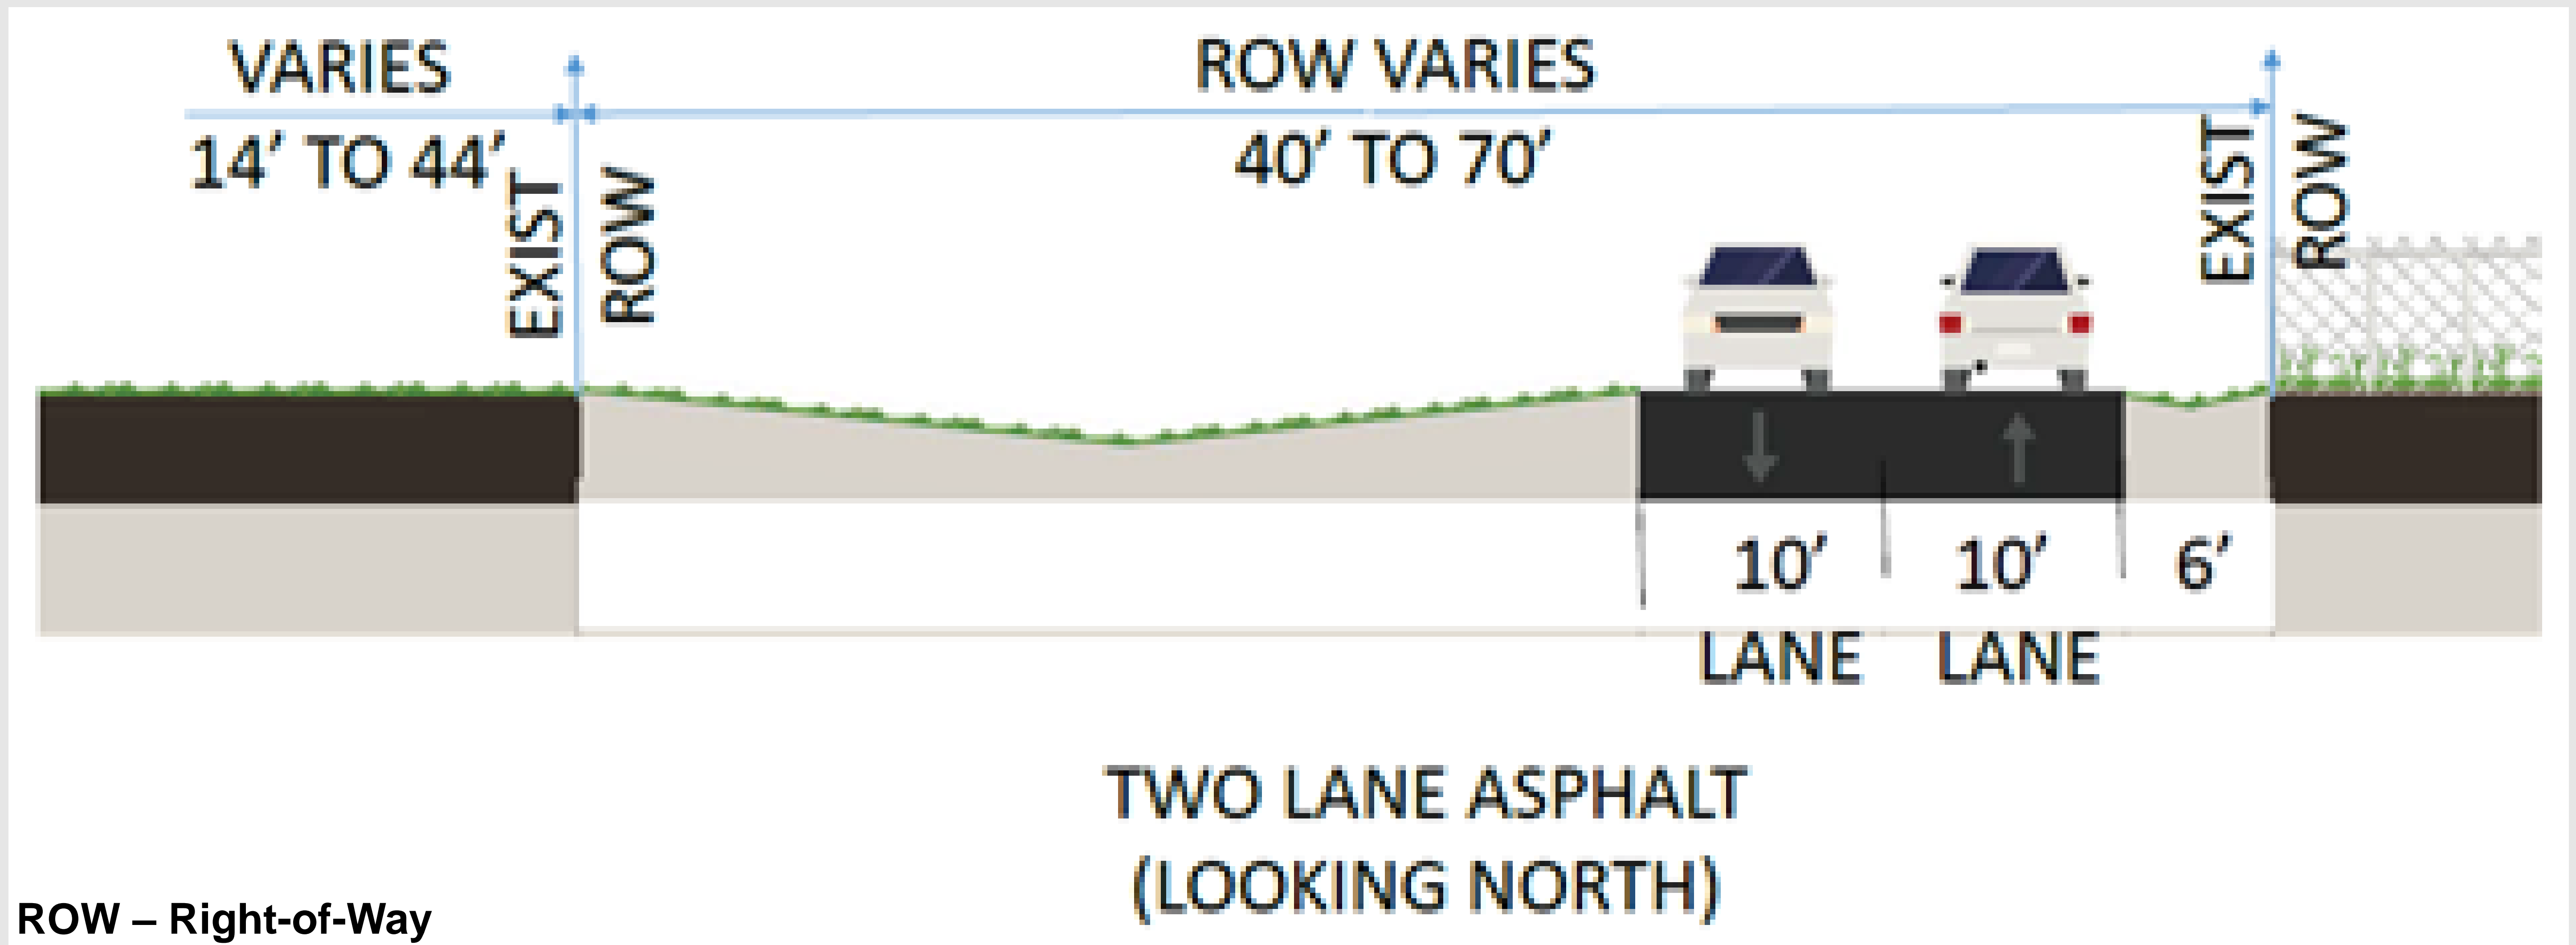 VARIES
14’ TO 44’
EXIST
ROW
ROW VARIES
40’ TO 70’
EXIST
ROW
10’
10’
6’
LANE
LANE
TWO LANE ASPHALT
(LOOKING NORTH)
ROW – Right-of-Way